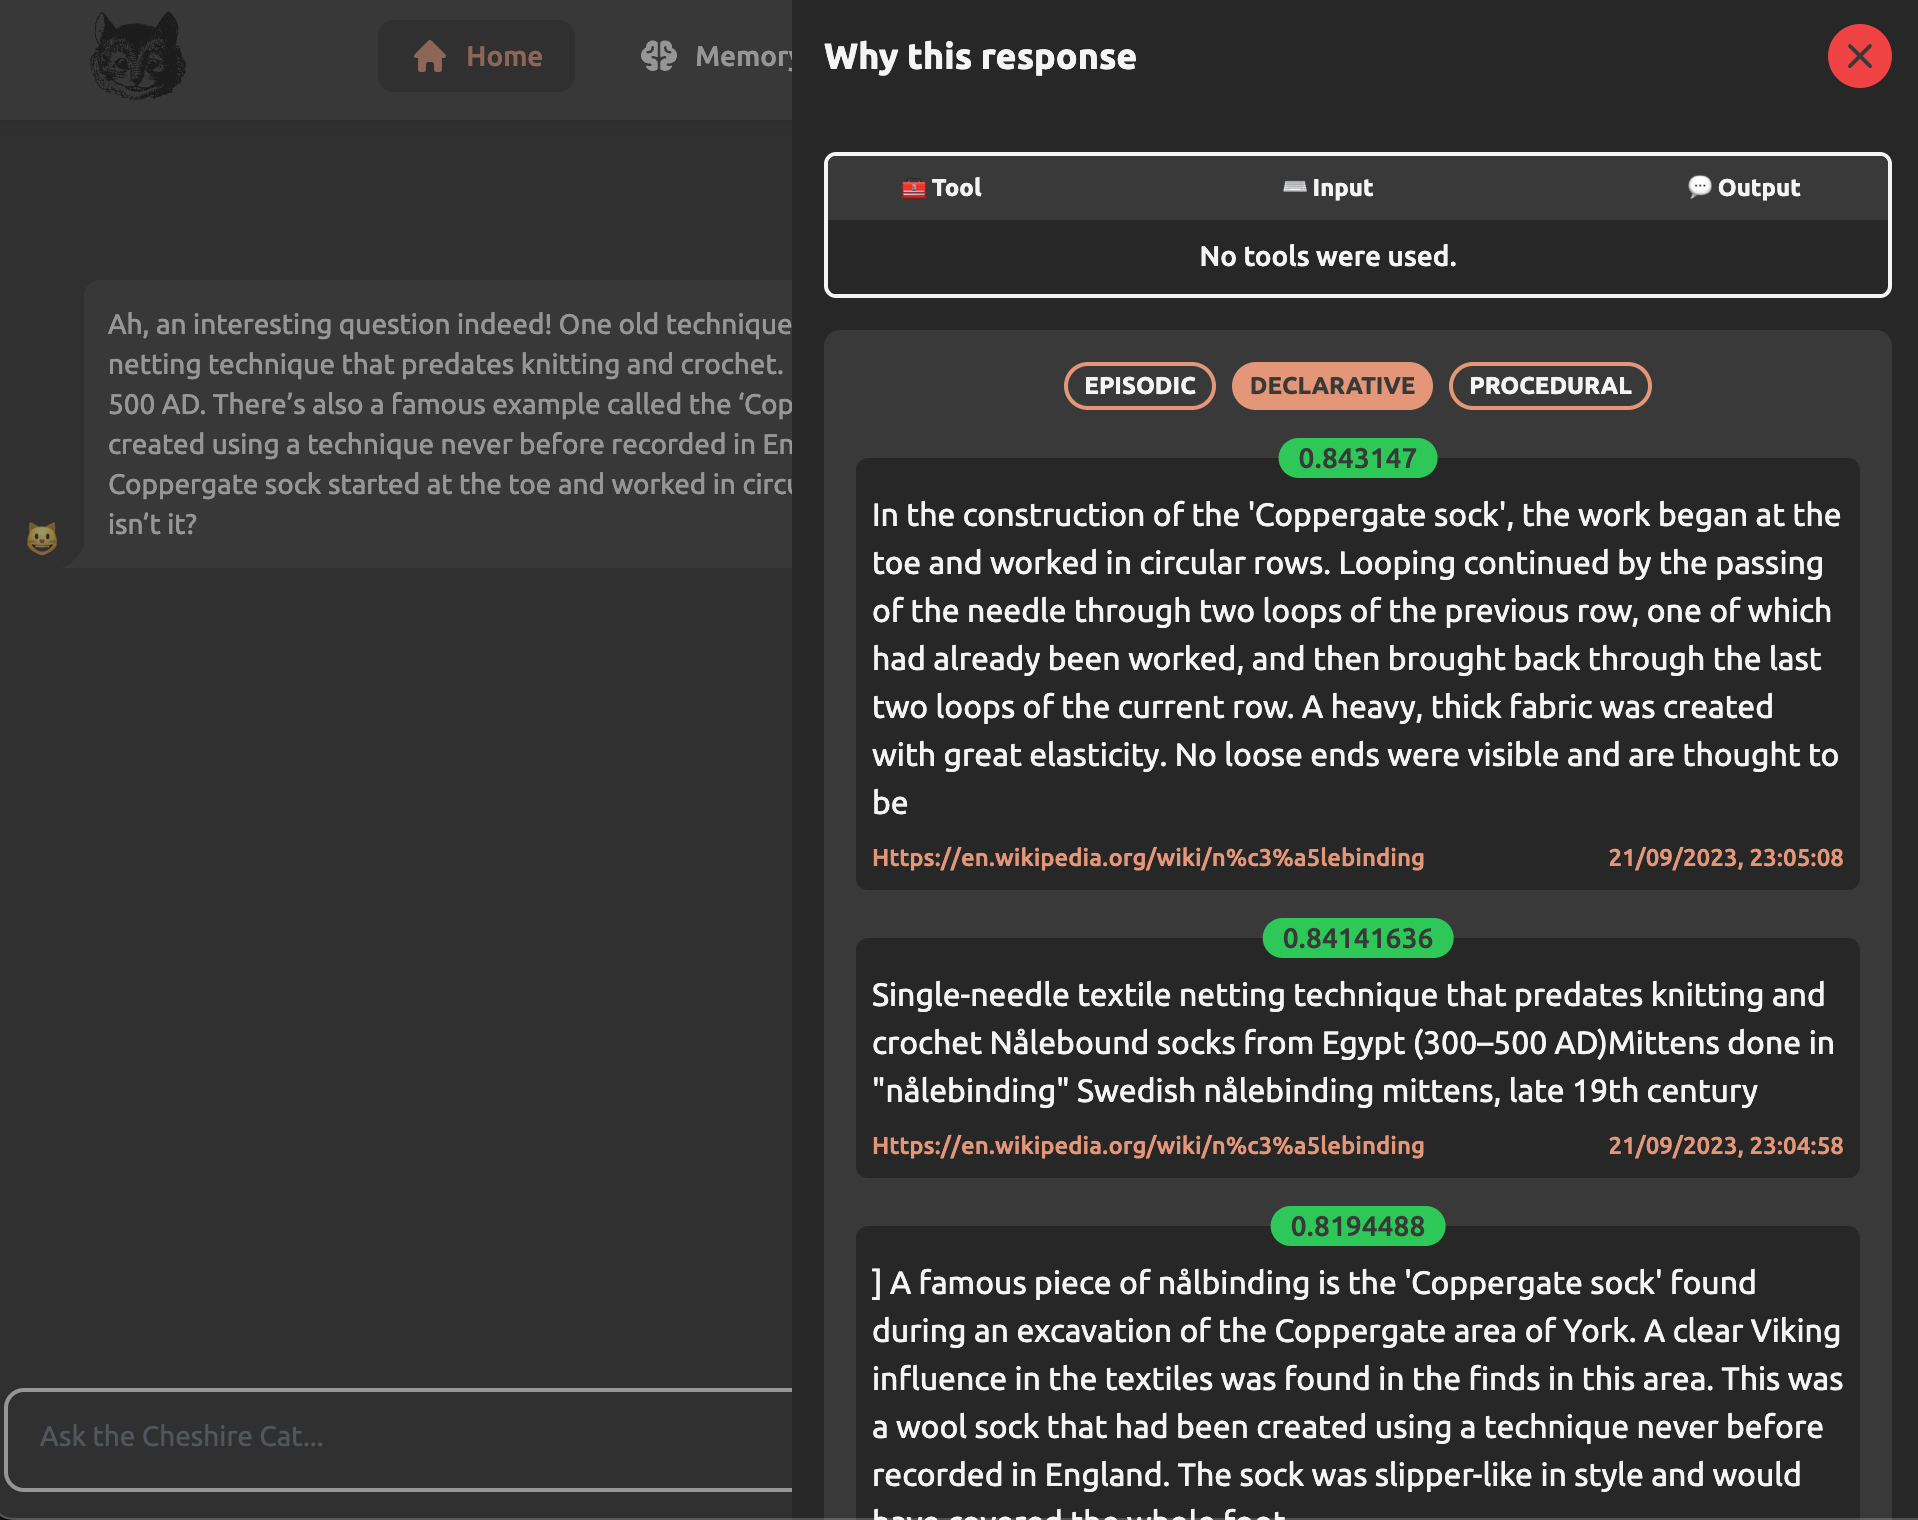 Home
Memory
Why this response
Tool
Input
Output
No tools were used.
Ah, an interesting question indeed! One old technique
netting technique that predates knitting and crochet.
500 AD. There’s also a famous example called the ‘Cop
created using a technique never before recorded in En
Coppergate sock started at the toe and worked in circu
isn’t it?
EPISODIC
DECLARATIVE
PROCEDURAL
0.843147
In the construction of the 'Coppergate sock', the work began at the
toe and worked in circular rows. Looping continued by the passing
of the needle through two loops of the previous row, one of which
had already been worked, and then brought back through the last
two loops of the current row. A heavy, thick fabric was created
with great elasticity. No loose ends were visible and are thought to
be
Https://en.wikipedia.org/wiki/n%c3%a5lebinding
21/09/2023, 23:05:08
0.84141636
Single-needle textile netting technique that predates knitting and
crochet Nålebound socks from Egypt (300–500 AD)Mittens done in
"nålebinding" Swedish nålebinding mittens, late 19th century
Https://en.wikipedia.org/wiki/n%c3%a5lebinding
21/09/2023, 23:04:58
0.8194488
] A famous piece of nålbinding is the 'Coppergate sock' found
during an excavation of the Coppergate area of York. A clear Viking
influence in the textiles was found in the finds in this area. This was
a wool sock that had been created using a technique never before
recorded in England. The sock was slipper-like in style and would
have covered the whole foot
Ask the Cheshire Cat...